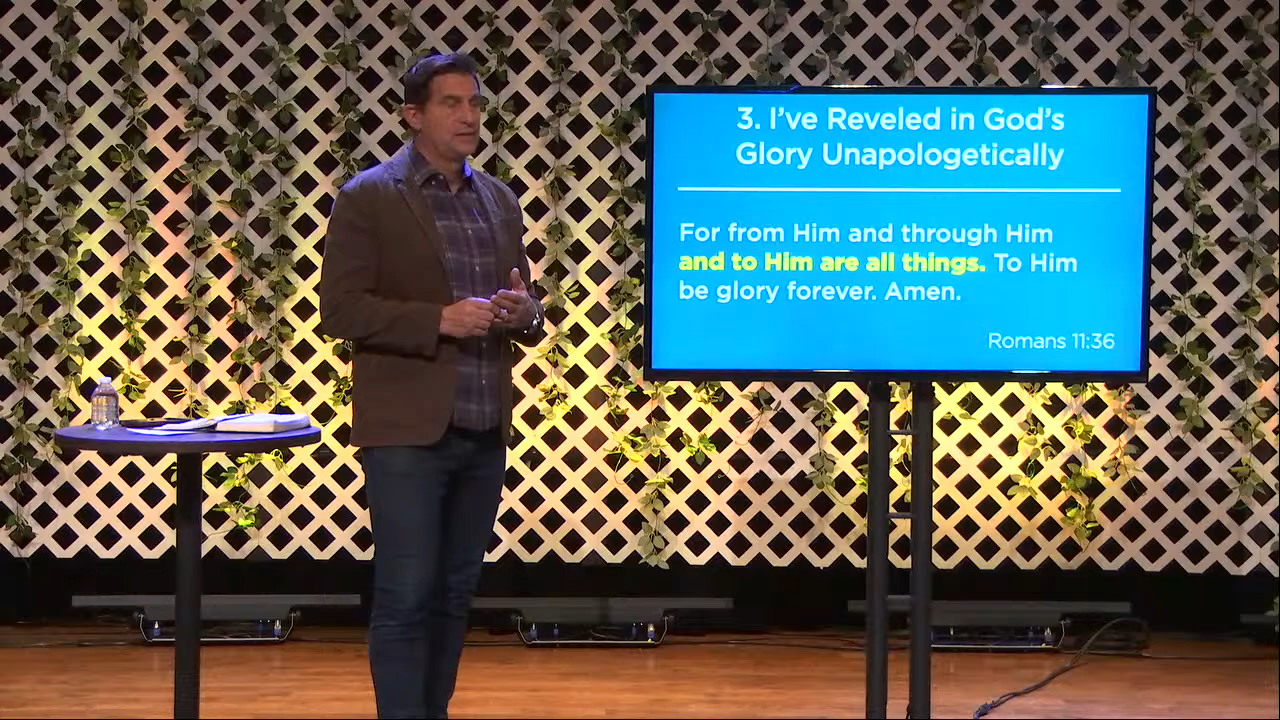 3. I've Reveled in God's
Glory Unapologetically
For from Him and through Him
and to Him are all things. To Him
be glory forever. Amen.
Romans 11:36